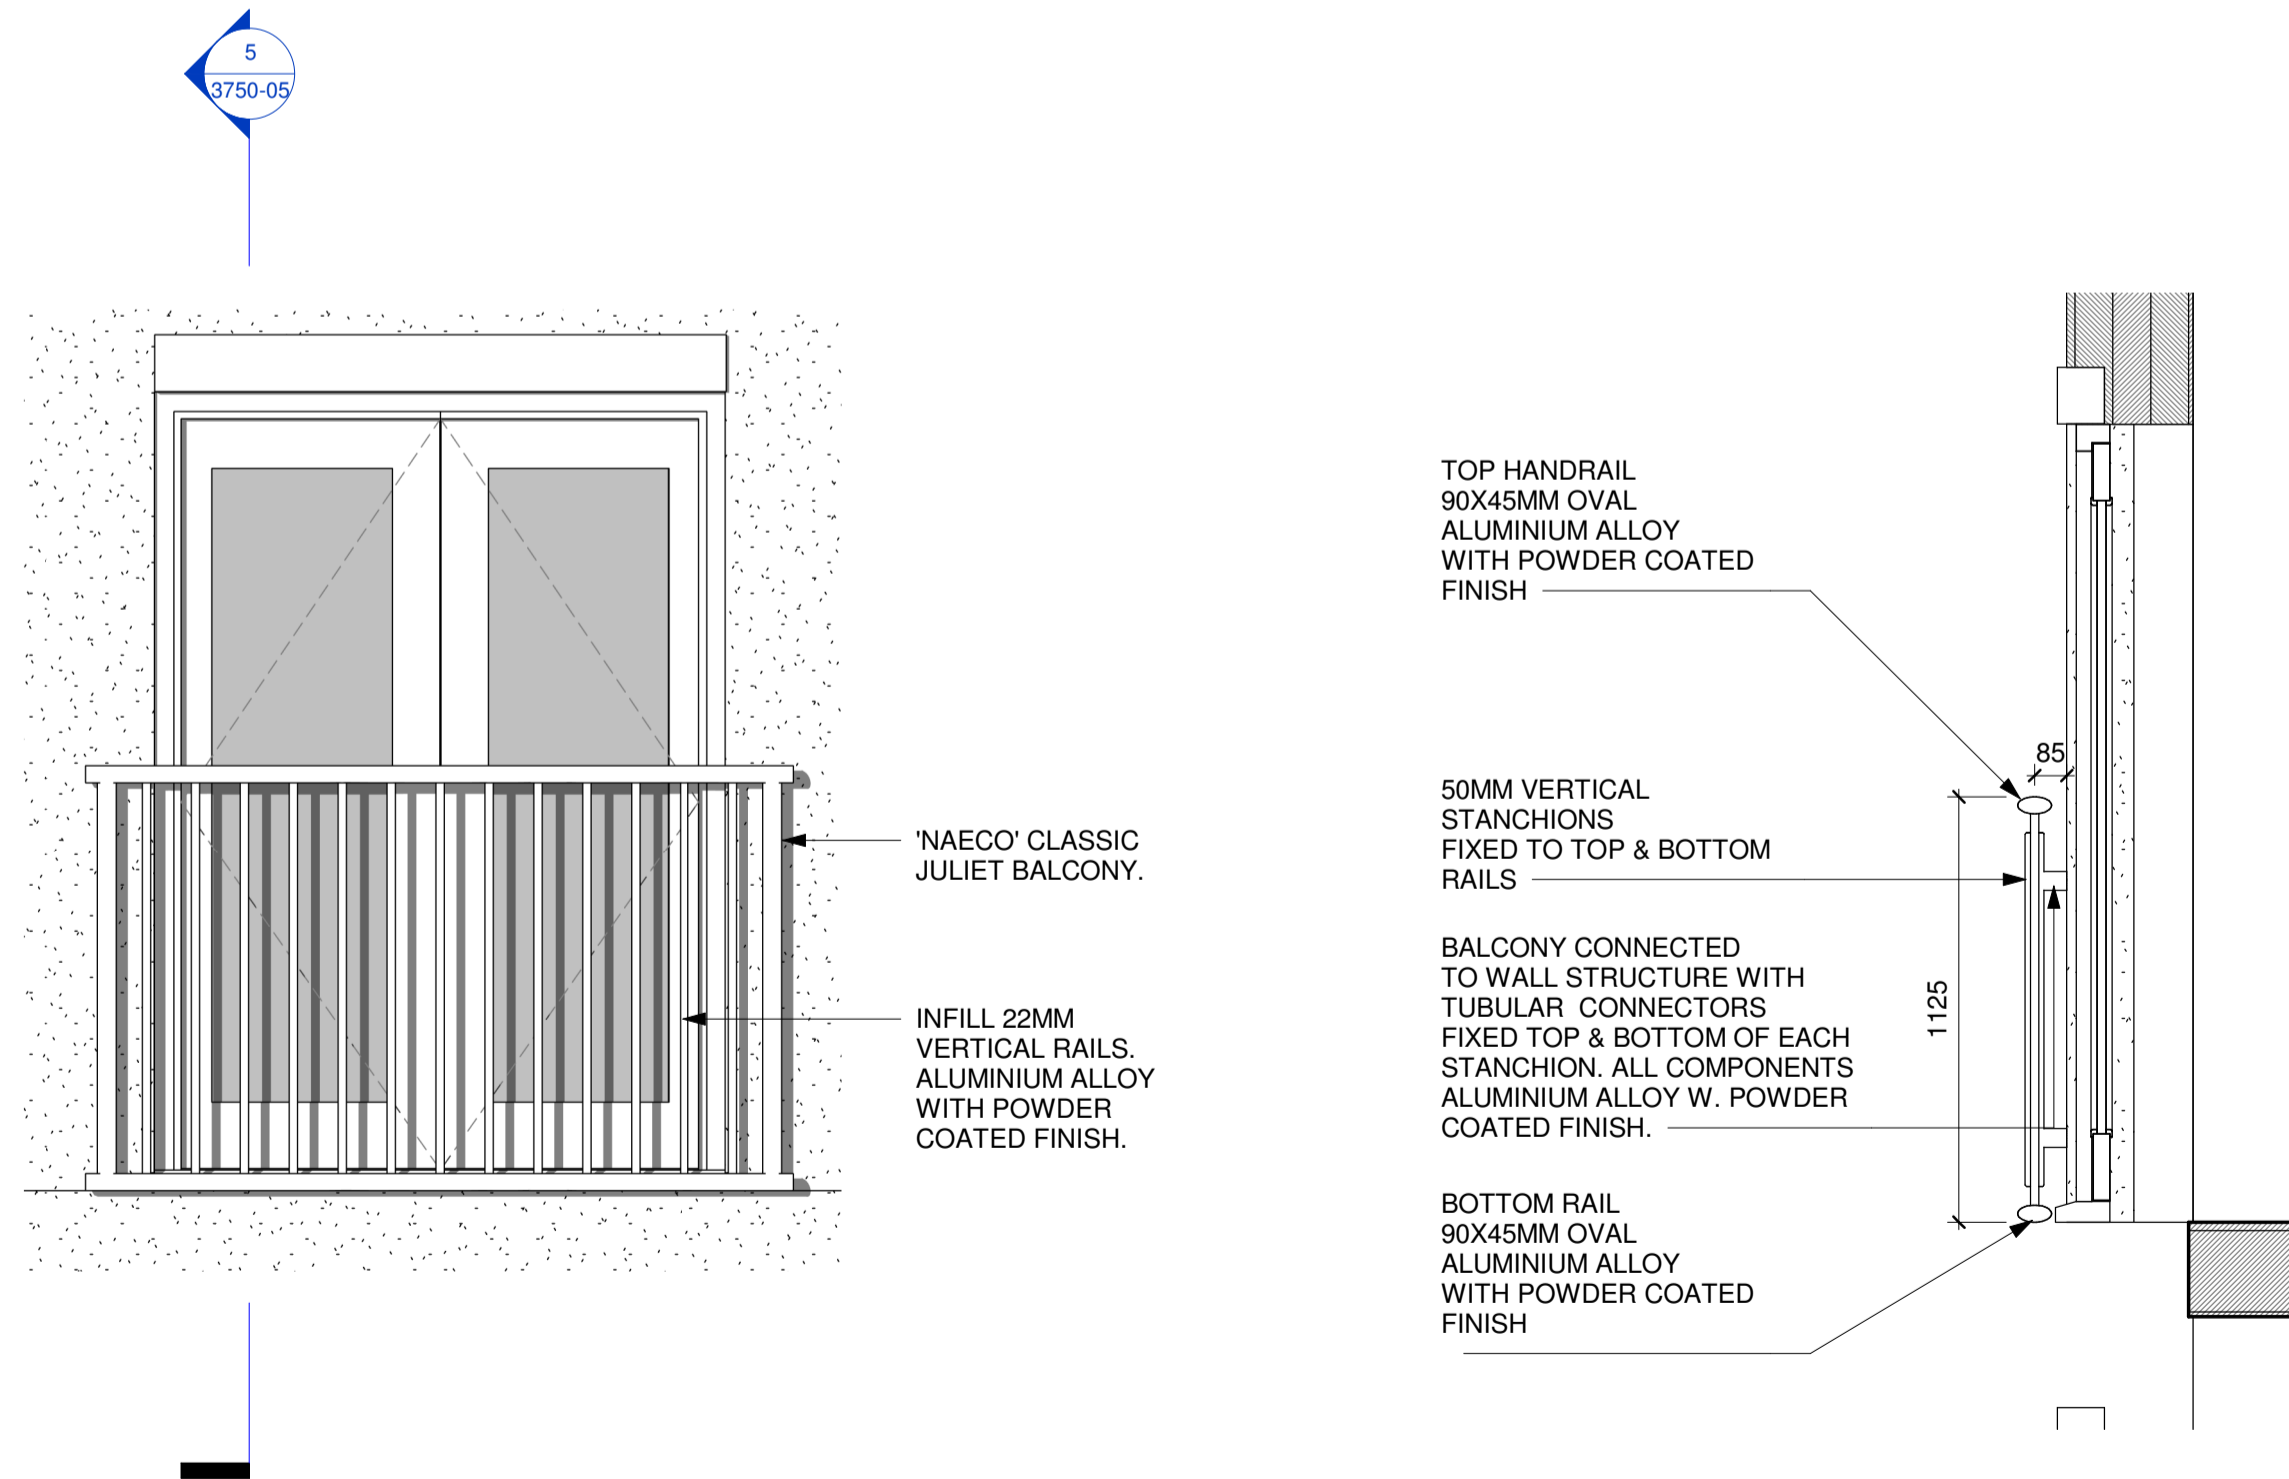 5
3750-05
'NAECO' CLASSIC
JULIET BALCONY.
INFILL 22MM
VERTICAL RAILS.
ALUMINIUM ALLOY
WITH POWDER
COATED FINISH.
TOP HANDRAIL
90X45MM OVAL
ALUMINIUM ALLOY
WITH POWDER COATED
FINISH
85
50MM VERTICAL
STANCHIONS
FIXED TO TOP & BOTTOM
RAILS
BALCONY CONNECTED
TO WALL STRUCTURE WITH
TUBULAR CONNECTORS
FIXED TOP & BOTTOM OF EACH
STANCHION. ALL COMPONENTS
ALUMINIUM ALLOY W. POWDER
COATED FINISH.
1125
BOTTOM RAIL
90X45MM OVAL
ALUMINIUM ALLOY
WITH POWDER COATED
FINISH